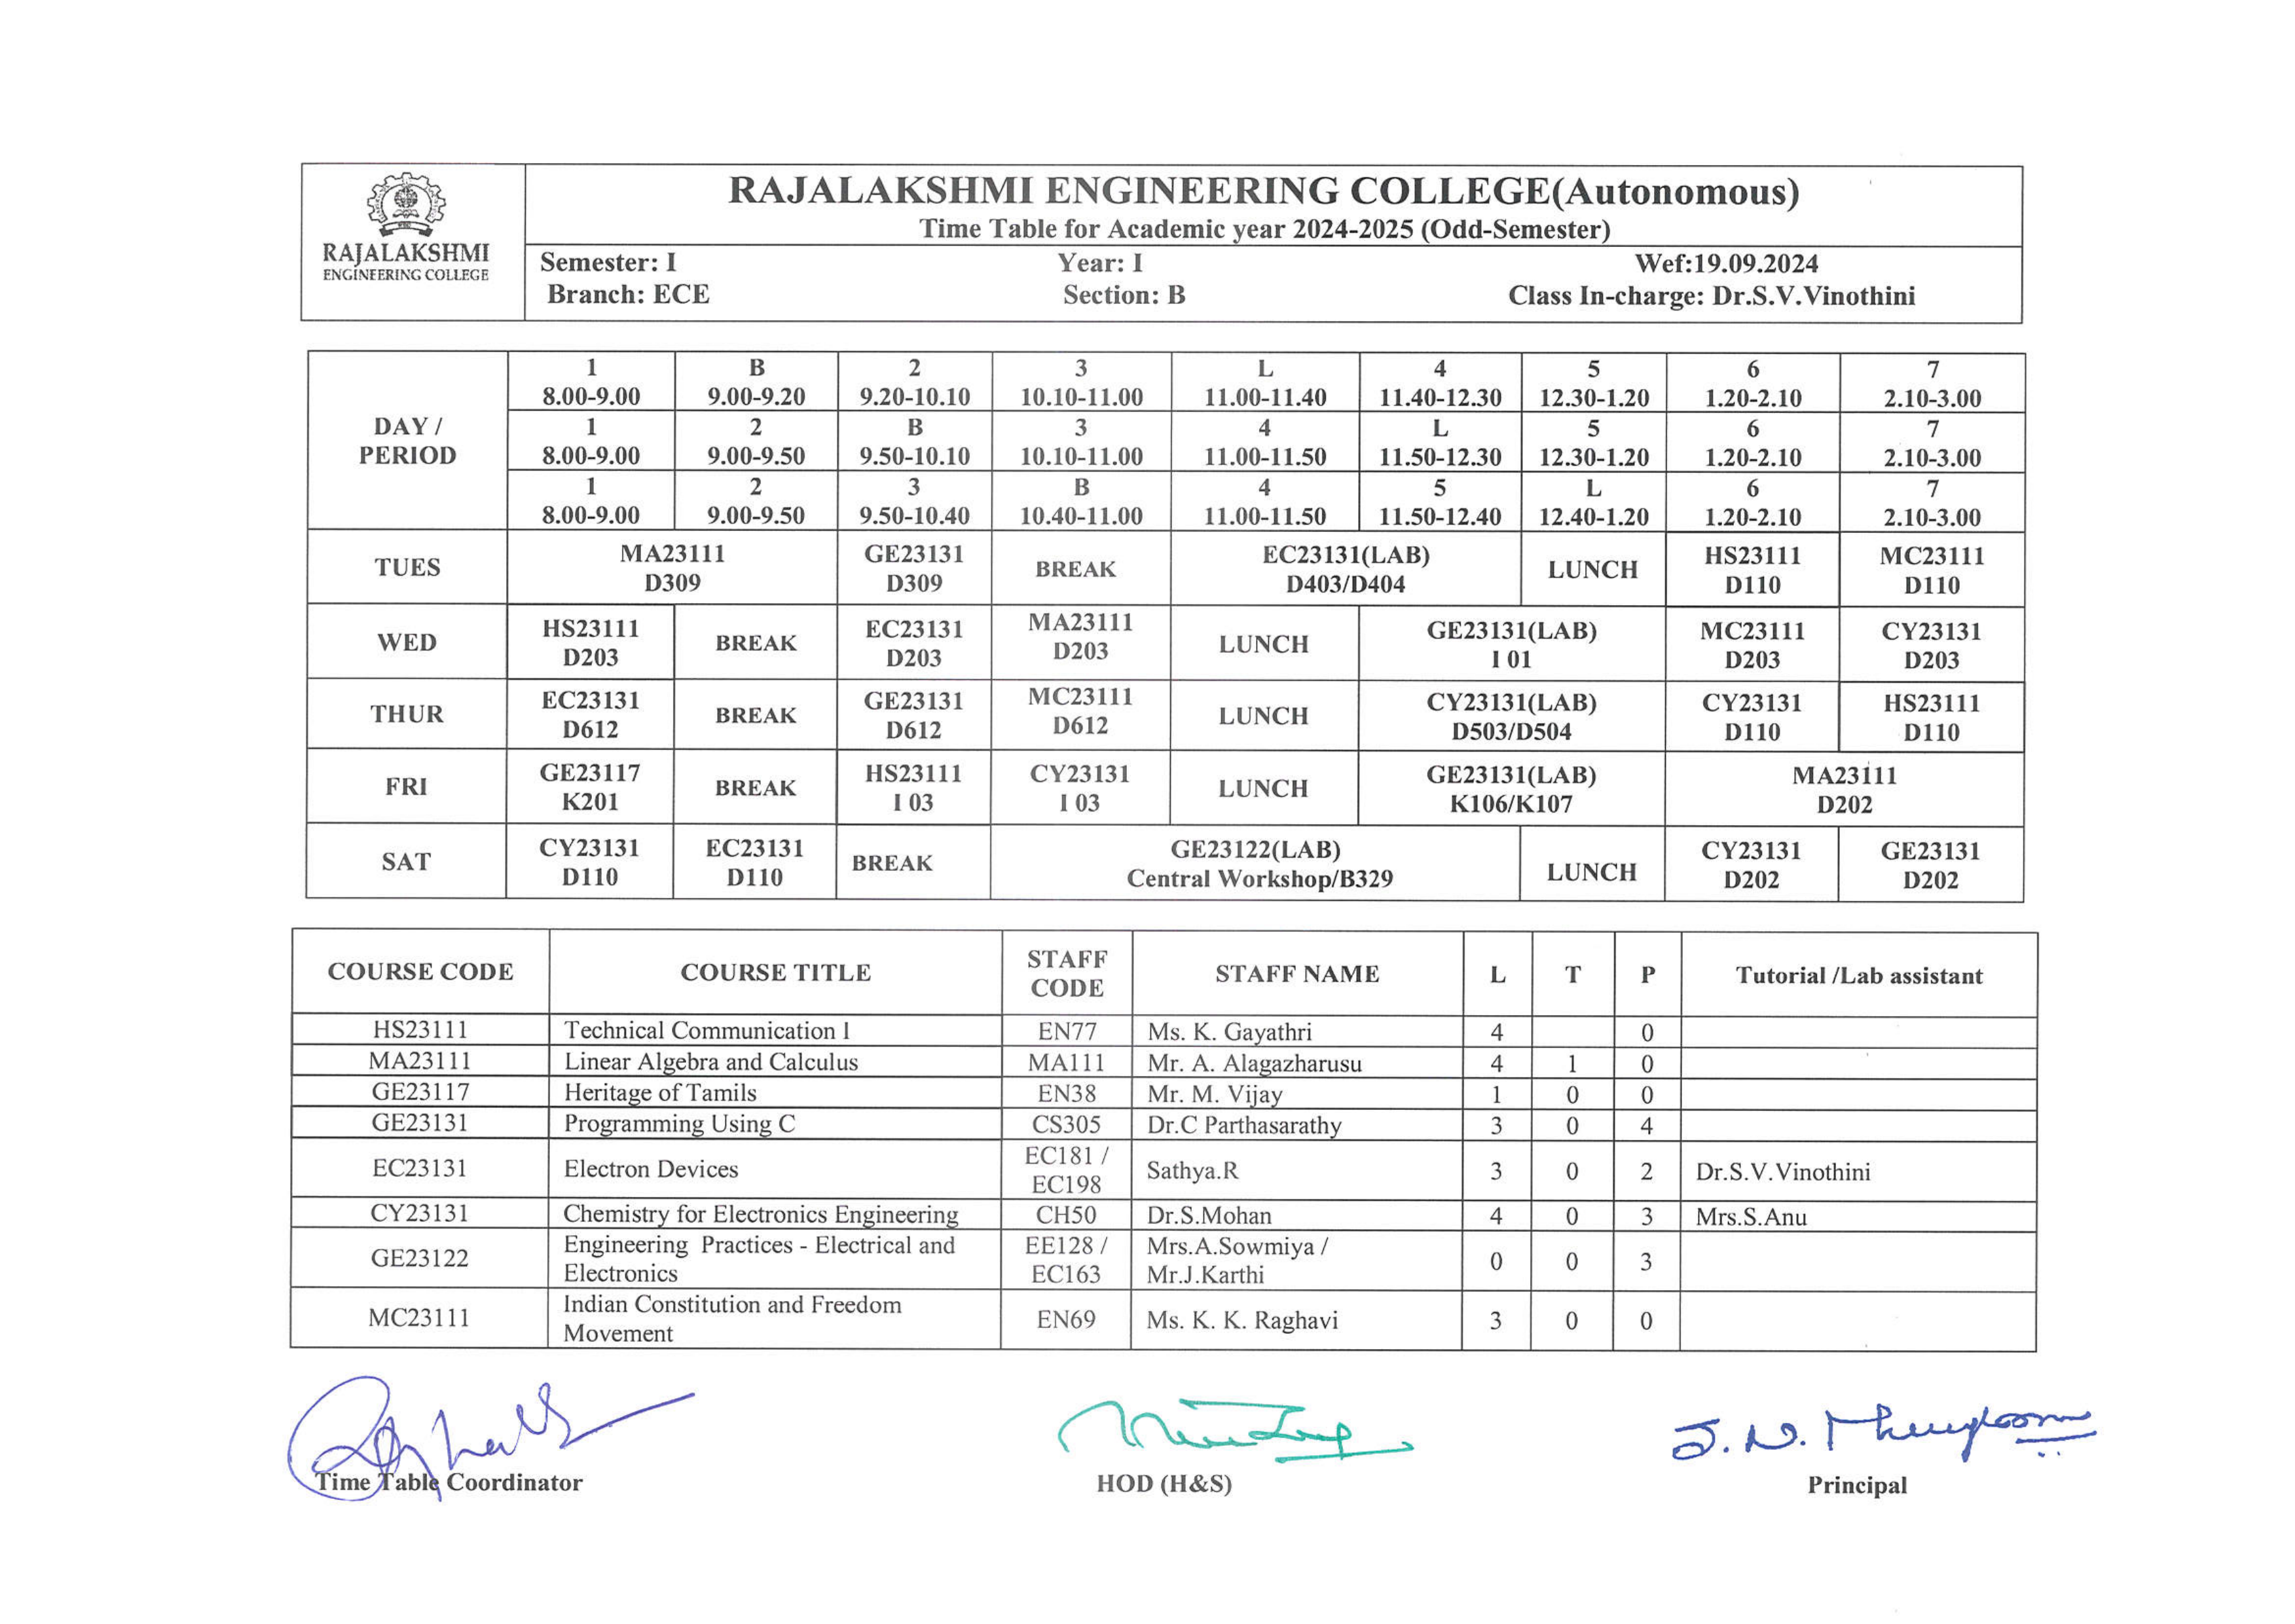 RAJALAKSHMI
ENGINEERING COLLEGE
RAJALAKSHMI ENGINEERING COLLEGE(Autonomous)
Time Table for Academic year 2024-2025 (Odd-Semester)
Semester: I Year: I Wef:19.09.2024
Branch: ECE Section: B Class In-charge: Dr.S.V.Vinothini
DAY / PERIOD
1 B 2 3 L 4 5 6 7
8.00-9.00 9.00-9.20 9.20-10.10 10.10-11.00 11.00-11.40 11.40-12.30 12.30-1.20 1.20-2.10 2.10-3.00
1 2 B 3 4 L 5 6 7
8.00-9.00 9.00-9.50 9.50-10.10 10.10-11.00 11.00-11.50 11.50-12.30 12.30-1.20 1.20-2.10 2.10-3.00
1 2 3 B 4 5 L 6 7
8.00-9.00 9.00-9.50 9.50-10.40 10.40-11.00 11.00-11.50 11.50-12.40 12.40-1.20 1.20-2.10 2.10-3.00
TUES MA23111 GE23131 BREAK EC23131(LAB) LUNCH HS23111 MC23111
D309 D309 D403/D404 D110 D110
WED HS23111 BREAK EC23131 MA23111 LUNCH GE23131(LAB) MC23111 CY23131
D203 D203 D203 I 01 D203 D203
THUR EC23131 BREAK GE23131 MC23111 LUNCH CY23131(LAB) CY23131 HS23111
D612 D612 D612 D503/D504 D110 D110
FRI GE23117 BREAK HS23111 CY23131 LUNCH GE23131(LAB) MA23111
K201 I 03 I 03 K106/K107 D202
SAT CY23131 EC23131 BREAK GE23122(LAB) LUNCH CY23131 GE23131
D110 D110 Central Workshop/B329 D202 D202
COURSE CODE COURSE TITLE STAFF CODE STAFF NAME L T P Tutorial /Lab assistant
HS23111 Technical Communication I EN77 Ms. K. Gayathri 4 0
MA23111 Linear Algebra and Calculus MA111 Mr. A. Alagazharusu 4 1 0
GE23117 Heritage of Tamils EN38 Mr. M. Vijay 1 0 0
GE23131 Programming Using C CS305 Dr.C Parthasarathy 3 0 4
EC23131 Electron Devices EC181 / EC198 Sathya.R 3 0 2 Dr.S.V.Vinothini
CY23131 Chemistry for Electronics Engineering CH50 Dr.S.Mohan 4 0 3 Mrs.S.Anu
GE23122 Engineering Practices - Electrical and Electronics EE128 / EC163 Mrs.A.Sowmiya / Mr.J.Karthi 0 0 3
MC23111 Indian Constitution and Freedom Movement EN69 Ms. K. K. Raghavi 3 0 0
Time Table Coordinator HOD (H&S) Principal